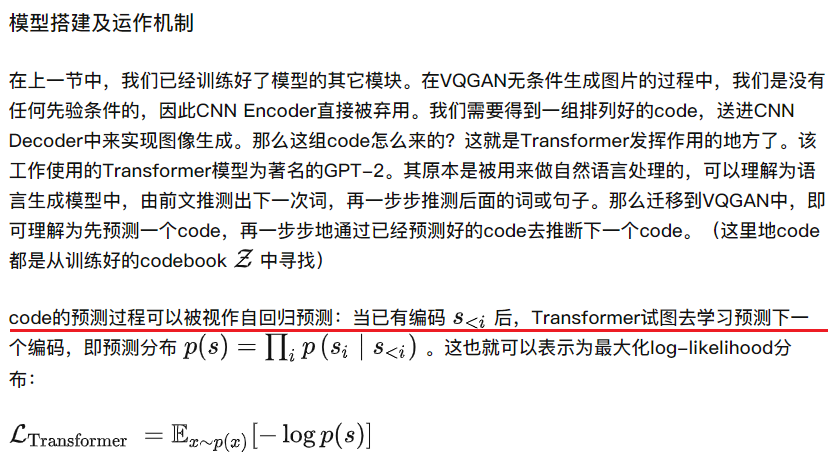 模型搭建及运作机制
在上一节中，我们已经训练好了模型的其它模块。在VQGAN无条件生成图片的过程中，我们是没有
任何先验条件的，因此CNN Encoder直接被弃用。我们需要得到一组排列好的code，送进CNN
Decoder中来实现图像生成。那么这组code怎么来的？这就是Transformer发挥作用的地方了。该
工作使用的Transformer模型为著名的GPT-2。其原本是被用来做自然语言处理的，可以理解为语
言生成模型中，由前文推测出下一次词，再一步步推测后面的词或句子。那么迁移到VQGAN中，即
可理解为先预测一个code，再一步步地通过已经预测好的code去推断下一个code。（这里地code
都是从训练好的codebook 𝒵 中寻找）
code的预测过程可以被视作自回归预测：当已有编码 s_{<i} 后，Transformer试图去学习预测下一
个编码，即预测分布 p(s) = ∏_i p(s_i | s_{<i}) 。这也就可以表示为最大化log-likelihood分
布：
ℒ_{Transformer} = 𝔼_{x∼p(x)}[−log p(s)]